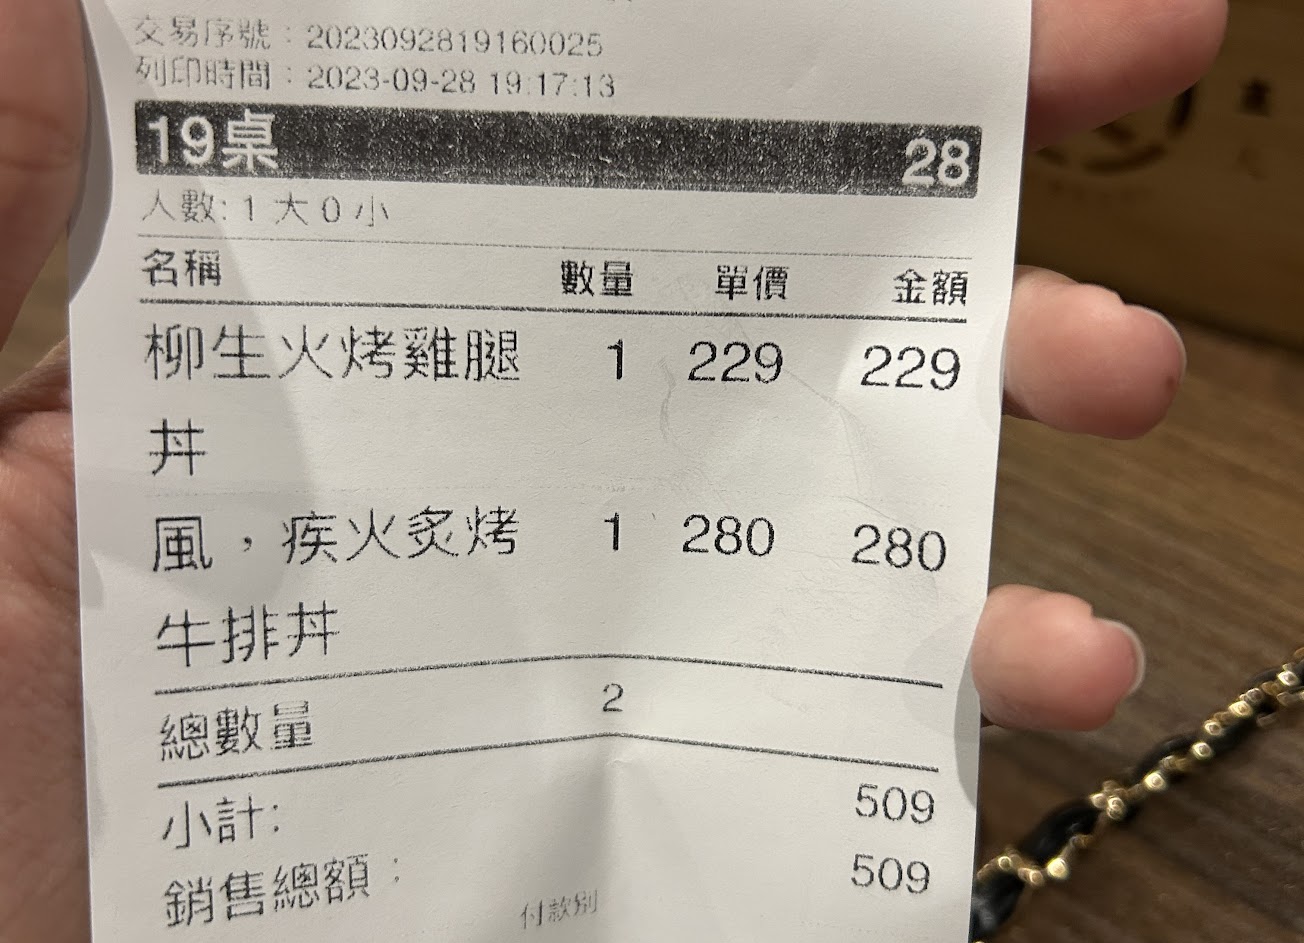 交易序號：2023092819160025
列印時間：2023-09-28 19:17:13
19桌 28
人數: 1 大 0 小
名稱 數量 單價 金額
柳生火烤雞腿 1 229 229
丼
風，疾火炙烤 1 280 280
牛排丼
總數量 2
小計: 509
銷售總額： 509
付款別